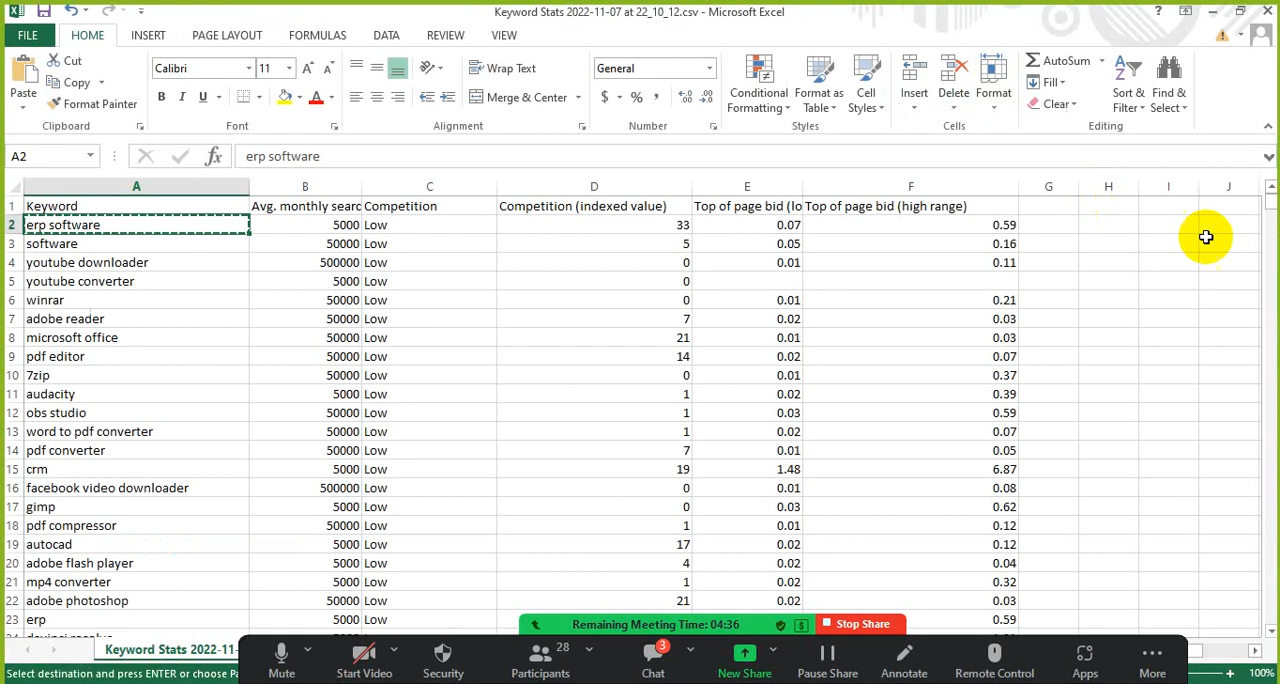 Keyword Stats 2022-11-07 at 22_10_12.csv - Microsoft Excel
?
FILE HOME INSERT PAGE LAYOUT FORMULAS DATA REVIEW VIEW
Paste
Cut
Copy
Format Painter
Clipboard
Calibri 11
B I U
Font
Wrap Text
Merge & Center
Alignment
General
$ % ,
Number
Conditional Formatting
Format as Table
Cell Styles
Styles
Insert Delete Format
Cells
AutoSum
Fill
Clear
Sort & Filter
Find & Select
Editing
A2 fx erp software
A B C D E F G H I J
1 Keyword Avg. monthly searc Competition Competition (indexed value) Top of page bid (lo Top of page bid (high range)
2 erp software 5000 Low 33 0.07 0.59
3 software 50000 Low 5 0.05 0.16
4 youtube downloader 500000 Low 0 0.01 0.11
5 youtube converter 5000 Low 0
6 winrar 50000 Low 0 0.01 0.21
7 adobe reader 50000 Low 7 0.02 0.03
8 microsoft office 50000 Low 21 0.01 0.03
9 pdf editor 50000 Low 14 0.02 0.07
10 7zip 50000 Low 0 0.01 0.37
11 audacity 5000 Low 1 0.02 0.39
12 obs studio 50000 Low 1 0.03 0.59
13 word to pdf converter 50000 Low 1 0.02 0.07
14 pdf converter 50000 Low 7 0.01 0.05
15 crm 5000 Low 19 1.48 6.87
16 facebook video downloader 500000 Low 0 0.01 0.08
17 gimp 5000 Low 0 0.03 0.62
18 pdf compressor 50000 Low 1 0.01 0.12
19 autocad 5000 Low 17 0.02 0.12
20 adobe flash player 5000 Low 4 0.02 0.04
21 mp4 converter 5000 Low 1 0.02 0.32
22 adobe photoshop 50000 Low 21 0.02 0.03
23 erp 5000 Low 0.59
Remaining Meeting Time: 04:36 $ Stop Share
Keyword Stats 2022-11-
Mute
Start Video
Security
Participants 28
Chat 3
New Share
Pause Share
Annotate
Remote Control
Apps
More
Select destination and press ENTER or choose Pa
100%